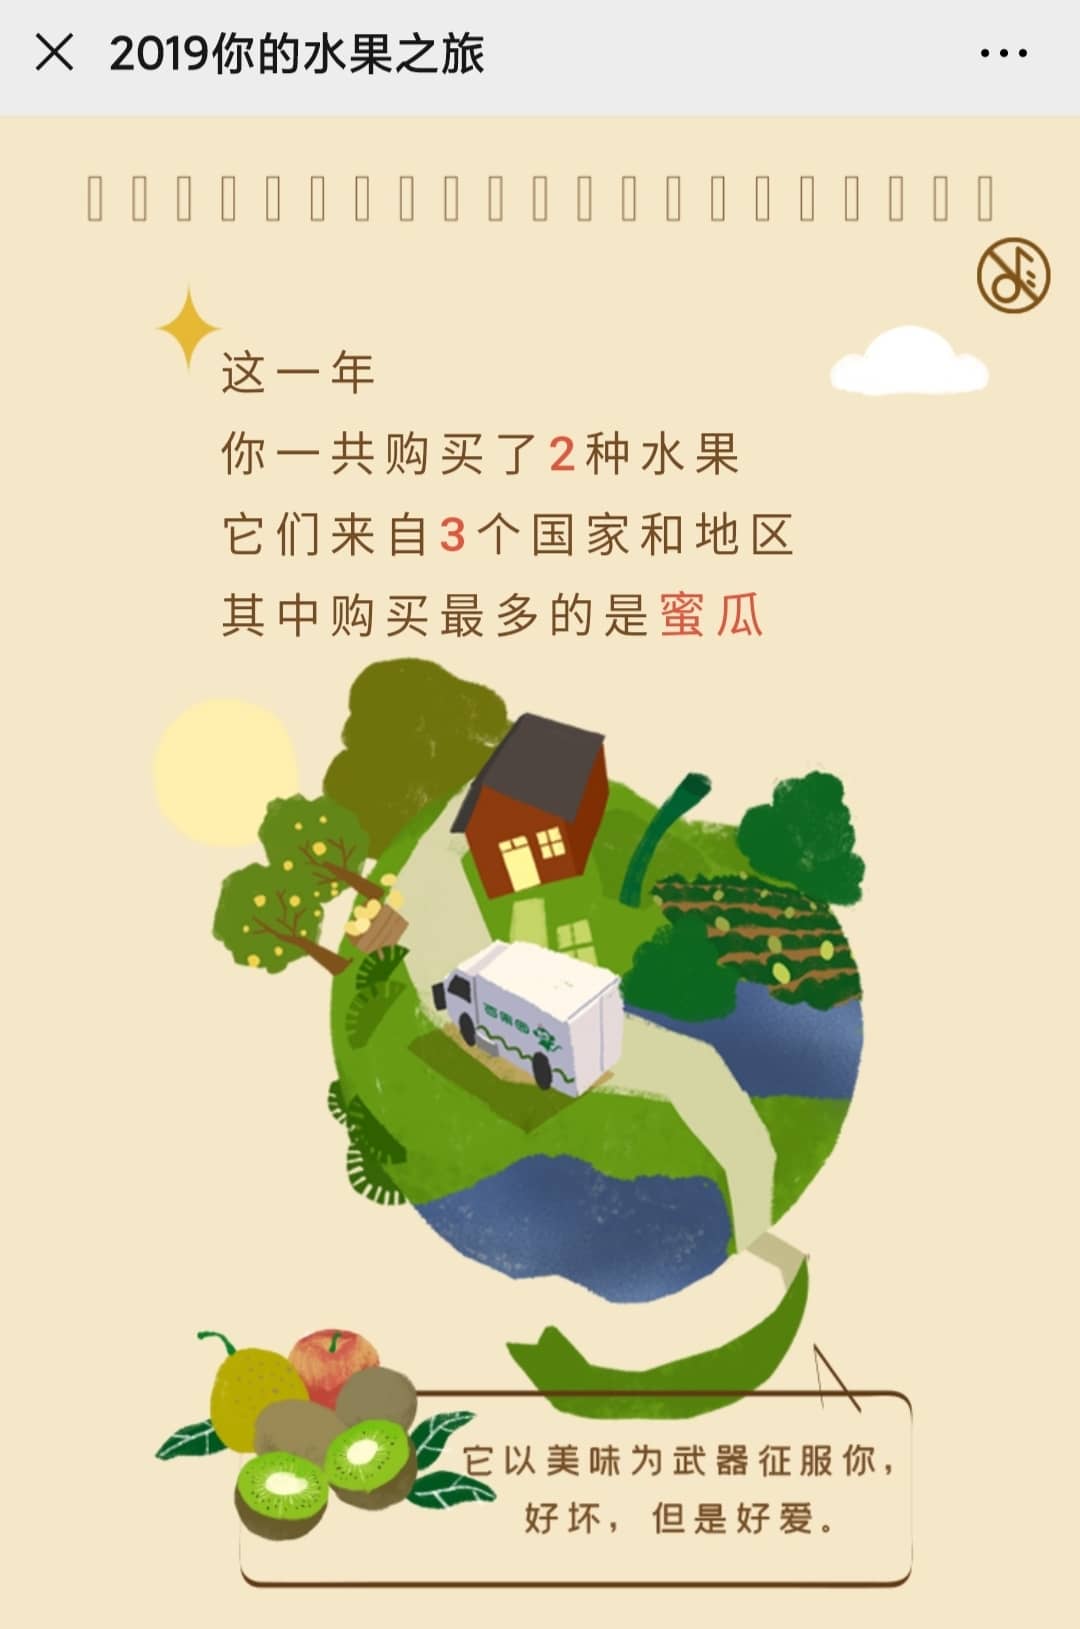 2019你的水果之旅
这一年
你一共购买了2种水果
它们来自3个国家和地区
其中购买最多的是蜜瓜
百果园
它以美味为武器征服你,
好坏，但是好爱。